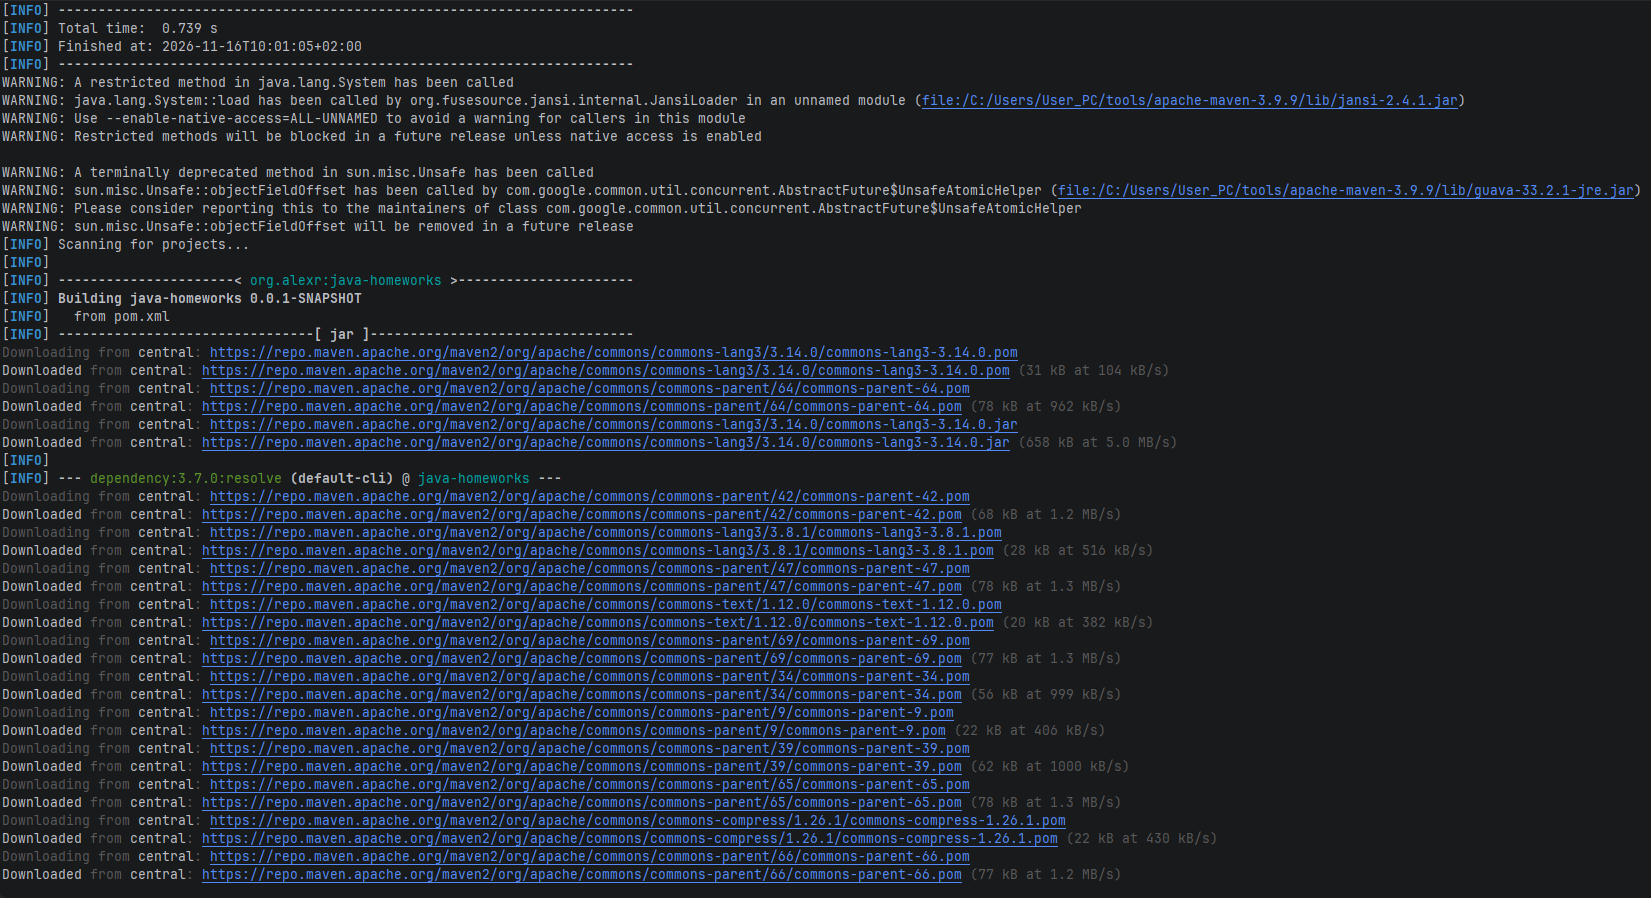 [INFO] ------------------------------------------------------------------------
[INFO] Total time:  0.739 s
[INFO] Finished at: 2026-11-16T10:01:05+02:00
[INFO] ------------------------------------------------------------------------
WARNING: A restricted method in java.lang.System has been called
WARNING: java.lang.System::load has been called by org.fusesource.jansi.internal.JansiLoader in an unnamed module (file:/C:/Users/User_PC/tools/apache-maven-3.9.9/lib/jansi-2.4.1.jar)
WARNING: Use --enable-native-access=ALL-UNNAMED to avoid a warning for callers in this module
WARNING: Restricted methods will be blocked in a future release unless native access is enabled
WARNING: A terminally deprecated method in sun.misc.Unsafe has been called
WARNING: sun.misc.Unsafe::objectFieldOffset has been called by com.google.common.util.concurrent.AbstractFuture$UnsafeAtomicHelper (file:/C:/Users/User_PC/tools/apache-maven-3.9.9/lib/guava-33.2.1-jre.jar)
WARNING: Please consider reporting this to the maintainers of class com.google.common.util.concurrent.AbstractFuture$UnsafeAtomicHelper
WARNING: sun.misc.Unsafe::objectFieldOffset will be removed in a future release
[INFO] Scanning for projects...
[INFO]
[INFO] ----------------------< org.alexr:java-homeworks >----------------------
[INFO] Building java-homeworks 0.0.1-SNAPSHOT
[INFO]   from pom.xml
[INFO] --------------------------------[ jar ]---------------------------------
Downloading from central: https://repo.maven.apache.org/maven2/org/apache/commons/commons-lang3/3.14.0/commons-lang3-3.14.0.pom
Downloaded from central: https://repo.maven.apache.org/maven2/org/apache/commons/commons-lang3/3.14.0/commons-lang3-3.14.0.pom (31 kB at 104 kB/s)
Downloading from central: https://repo.maven.apache.org/maven2/org/apache/commons/commons-parent/64/commons-parent-64.pom
Downloaded from central: https://repo.maven.apache.org/maven2/org/apache/commons/commons-parent/64/commons-parent-64.pom (78 kB at 962 kB/s)
Downloading from central: https://repo.maven.apache.org/maven2/org/apache/commons/commons-lang3/3.14.0/commons-lang3-3.14.0.jar
Downloaded from central: https://repo.maven.apache.org/maven2/org/apache/commons/commons-lang3/3.14.0/commons-lang3-3.14.0.jar (658 kB at 5.0 MB/s)
[INFO]
[INFO] --- dependency:3.7.0:resolve (default-cli) @ java-homeworks ---
Downloading from central: https://repo.maven.apache.org/maven2/org/apache/commons/commons-parent/42/commons-parent-42.pom
Downloaded from central: https://repo.maven.apache.org/maven2/org/apache/commons/commons-parent/42/commons-parent-42.pom (68 kB at 1.2 MB/s)
Downloading from central: https://repo.maven.apache.org/maven2/org/apache/commons/commons-lang3/3.8.1/commons-lang3-3.8.1.pom
Downloaded from central: https://repo.maven.apache.org/maven2/org/apache/commons/commons-lang3/3.8.1/commons-lang3-3.8.1.pom (28 kB at 516 kB/s)
Downloading from central: https://repo.maven.apache.org/maven2/org/apache/commons/commons-parent/47/commons-parent-47.pom
Downloaded from central: https://repo.maven.apache.org/maven2/org/apache/commons/commons-parent/47/commons-parent-47.pom (78 kB at 1.3 MB/s)
Downloading from central: https://repo.maven.apache.org/maven2/org/apache/commons/commons-text/1.12.0/commons-text-1.12.0.pom
Downloaded from central: https://repo.maven.apache.org/maven2/org/apache/commons/commons-text/1.12.0/commons-text-1.12.0.pom (20 kB at 382 kB/s)
Downloading from central: https://repo.maven.apache.org/maven2/org/apache/commons/commons-parent/69/commons-parent-69.pom
Downloaded from central: https://repo.maven.apache.org/maven2/org/apache/commons/commons-parent/69/commons-parent-69.pom (77 kB at 1.3 MB/s)
Downloading from central: https://repo.maven.apache.org/maven2/org/apache/commons/commons-parent/34/commons-parent-34.pom
Downloaded from central: https://repo.maven.apache.org/maven2/org/apache/commons/commons-parent/34/commons-parent-34.pom (56 kB at 999 kB/s)
Downloading from central: https://repo.maven.apache.org/maven2/org/apache/commons/commons-parent/9/commons-parent-9.pom
Downloaded from central: https://repo.maven.apache.org/maven2/org/apache/commons/commons-parent/9/commons-parent-9.pom (22 kB at 406 kB/s)
Downloading from central: https://repo.maven.apache.org/maven2/org/apache/commons/commons-parent/39/commons-parent-39.pom
Downloaded from central: https://repo.maven.apache.org/maven2/org/apache/commons/commons-parent/39/commons-parent-39.pom (62 kB at 1000 kB/s)
Downloading from central: https://repo.maven.apache.org/maven2/org/apache/commons/commons-parent/65/commons-parent-65.pom
Downloaded from central: https://repo.maven.apache.org/maven2/org/apache/commons/commons-parent/65/commons-parent-65.pom (78 kB at 1.3 MB/s)
Downloading from central: https://repo.maven.apache.org/maven2/org/apache/commons/commons-compress/1.26.1/commons-compress-1.26.1.pom
Downloaded from central: https://repo.maven.apache.org/maven2/org/apache/commons/commons-compress/1.26.1/commons-compress-1.26.1.pom (22 kB at 430 kB/s)
Downloading from central: https://repo.maven.apache.org/maven2/org/apache/commons/commons-parent/66/commons-parent-66.pom
Downloaded from central: https://repo.maven.apache.org/maven2/org/apache/commons/commons-parent/66/commons-parent-66.pom (77 kB at 1.2 MB/s)